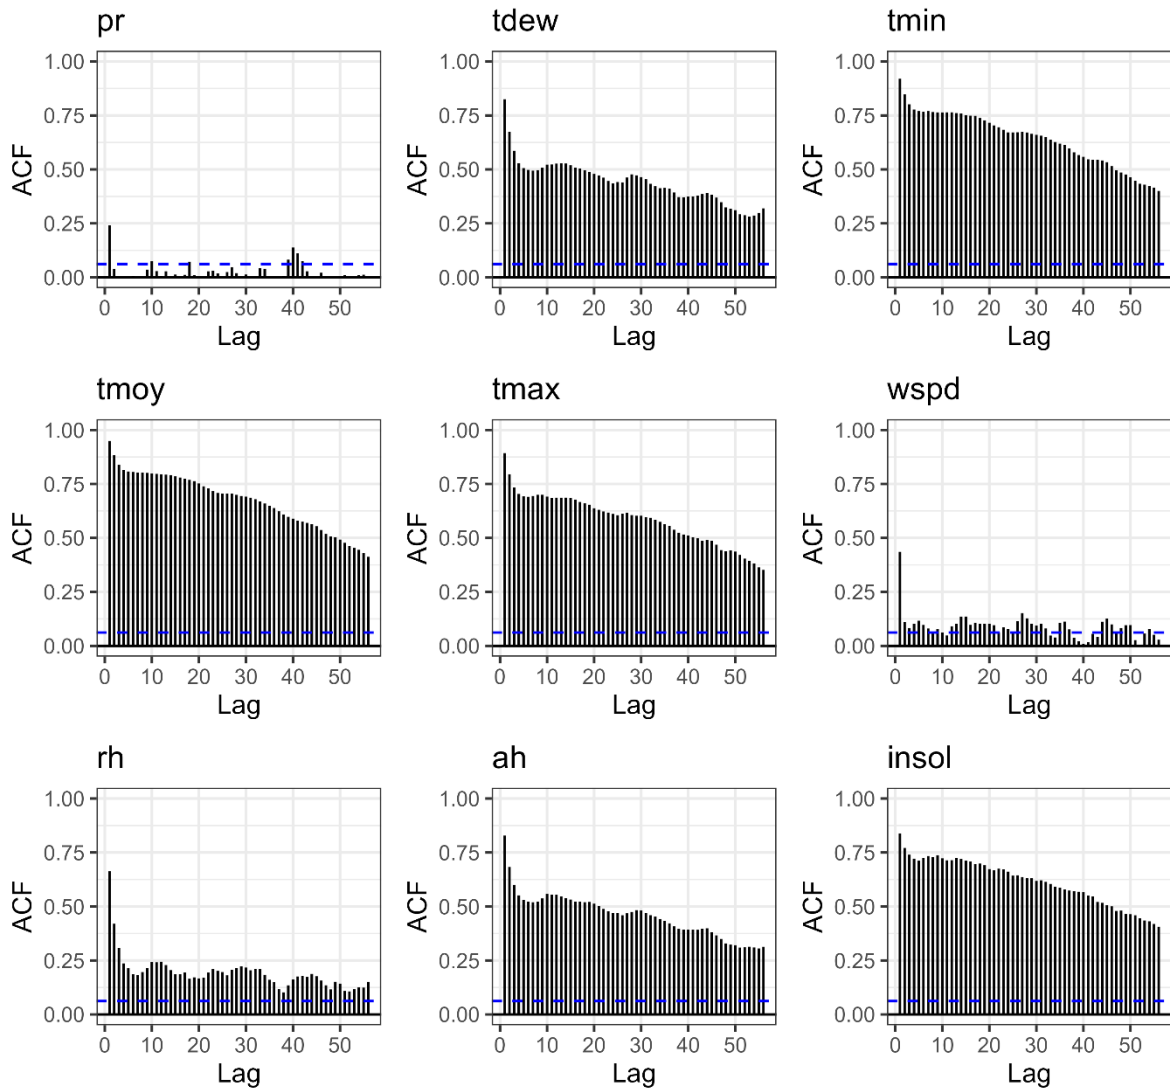 pr tdew tmin
1.00 1.00 1.00
0.75 0.75 0.75
ACF 0.50 ACF 0.50 ACF 0.50
0.25 0.25 0.25
0.00 0.00 0.00
0 10 20 30 40 50 0 10 20 30 40 50 0 10 20 30 40 50
Lag Lag Lag
tmoy tmax wspd
1.00 1.00 1.00
0.75 0.75 0.75
ACF 0.50 ACF 0.50 ACF 0.50
0.25 0.25 0.25
0.00 0.00 0.00
0 10 20 30 40 50 0 10 20 30 40 50 0 10 20 30 40 50
Lag Lag Lag
rh ah insol
1.00 1.00 1.00
0.75 0.75 0.75
ACF 0.50 ACF 0.50 ACF 0.50
0.25 0.25 0.25
0.00 0.00 0.00
0 10 20 30 40 50 0 10 20 30 40 50 0 10 20 30 40 50
Lag Lag Lag